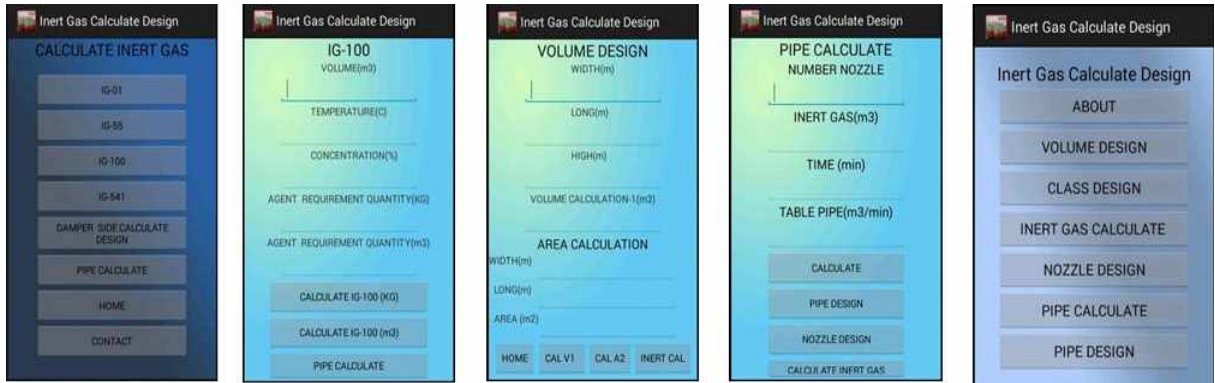 Inert Gas Calculate Design
CALCULATE INERT GAS
IG-01
IG-55
IG-100
IG-541
DAMPER SIDE CALCULATE
DESIGN
PIPE CALCULATE
HOME
CONTACT
Inert Gas Calculate Design
IG-100
VOLUME(m3)
TEMPERATURE(C)
CONCENTRATION(%)
AGENT REQUIREMENT QUANTITY(KG)
AGENT REQUIREMENT QUANTITY(m3)
CALCULATE IG-100 (KG)
CALCULATE IG-100 (m3)
PIPE CALCULATE
Inert Gas Calculate Design
VOLUME DESIGN
WIDTH(m)
LONG(m)
HIGH(m)
VOLUME CALCULATION-1(m3)
AREA CALCULATION
WIDTH(m)
LONG(m)
AREA (m2)
HOME CAL V1 CAL A2 INERT CAL
Inert Gas Calculate Design
PIPE CALCULATE
NUMBER NOZZLE
INERT GAS(m3)
TIME (min)
TABLE PIPE(m3/min)
CALCULATE
PIPE DESIGN
NOZZLE DESIGN
CALCULATE INERT GAS
Inert Gas Calculate Design
Inert Gas Calculate Design
ABOUT
VOLUME DESIGN
CLASS DESIGN
INERT GAS CALCULATE
NOZZLE DESIGN
PIPE CALCULATE
PIPE DESIGN